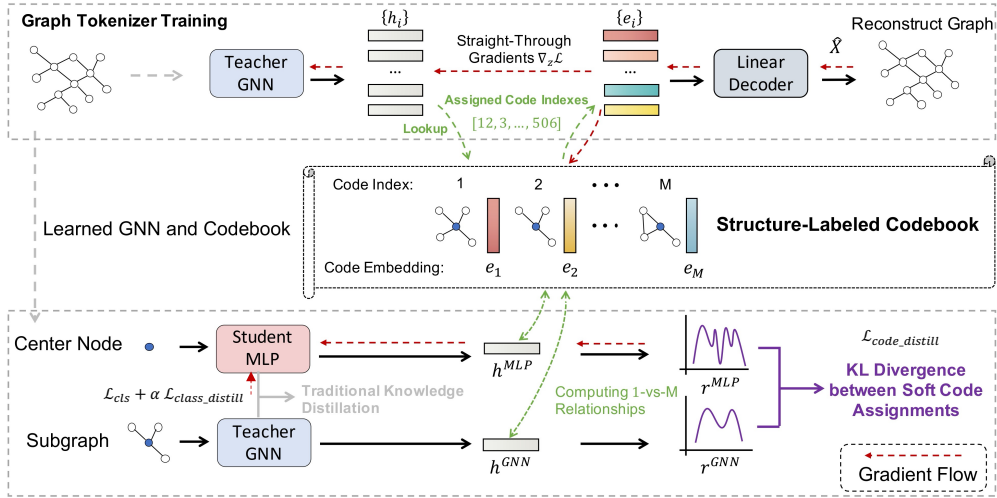 Graph Tokenizer Training
{h_i}
{e_i}
Reconstruct Graph
Teacher
GNN
...
Straight-Through
Gradients ∇_z ℒ
...
Linear
Decoder
X̂
Assigned Code Indexes
Lookup
[12, 3, ..., 506]
Learned GNN and Codebook
Code Index:
1
2
...
M
...
Structure-Labeled Codebook
Code Embedding:
e_1
e_2
e_M
Center Node
Student
MLP
h^MLP
r^MLP
ℒ_code_distill
ℒ_cls + α ℒ_class_distill
Traditional Knowledge
Distillation
Computing 1-vs-M
Relationships
KL Divergence
between Soft Code
Assignments
Subgraph
Teacher
GNN
h^GNN
r^GNN
Gradient Flow